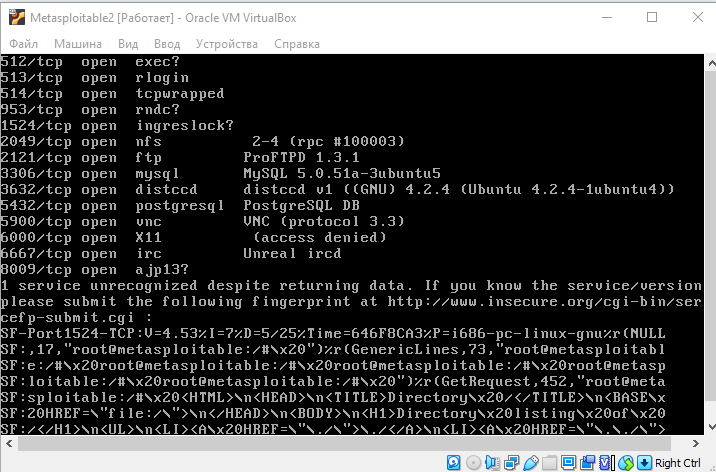 Metasploitable2 [Работает] - Oracle VM VirtualBox
Файл Машина Вид Ввод Устройства Справка
512/tcp open exec?
513/tcp open rlogin
514/tcp open tcpwrapped
953/tcp open rndc?
1524/tcp open ingreslock?
2049/tcp open nfs 2-4 (rpc #100003)
2121/tcp open ftp ProFTPD 1.3.1
3306/tcp open mysql MySQL 5.0.51a-3ubuntu5
3632/tcp open distccd distccd v1 ((GNU) 4.2.4 (Ubuntu 4.2.4-1ubuntu4))
5432/tcp open postgresql PostgreSQL DB
5900/tcp open vnc VNC (protocol 3.3)
6000/tcp open X11 (access denied)
6667/tcp open irc Unreal ircd
8009/tcp open ajp13?
1 service unrecognized despite returning data. If you know the service/version
please submit the following fingerprint at http://www.insecure.org/cgi-bin/ser
cefp-submit.cgi :
SF-Port1524-TCP:V=4.53%I=7%D=5/25%Time=646F8CA3%P=i686-pc-linux-gnu%r(NULL
SF:,17,"root@metasploitable:/#\x20")%r(GenericLines,73,"root@metasploitabl
SF:e:/#\x20root@metasploitable:/#\x20root@metasploitable:/#\x20root@metasp
SF:loitable:/#\x20root@metasploitable:/#\x20")%r(GetRequest,452,"root@meta
SF:sploitable:/#\x20<HTML>\n<HEAD>\n<TITLE>Directory\x20/</TITLE>\n<BASE\x
SF:20HREF=\"file:/\">\n</HEAD>\n<BODY>\n<H1>Directory\x20listing\x20of\x20
SF:/</H1>\n<UL>\n<LI><A\x20HREF=\"\./\">\./</A>\n<LI><A\x20HREF=\"\.\./\">
Right Ctrl